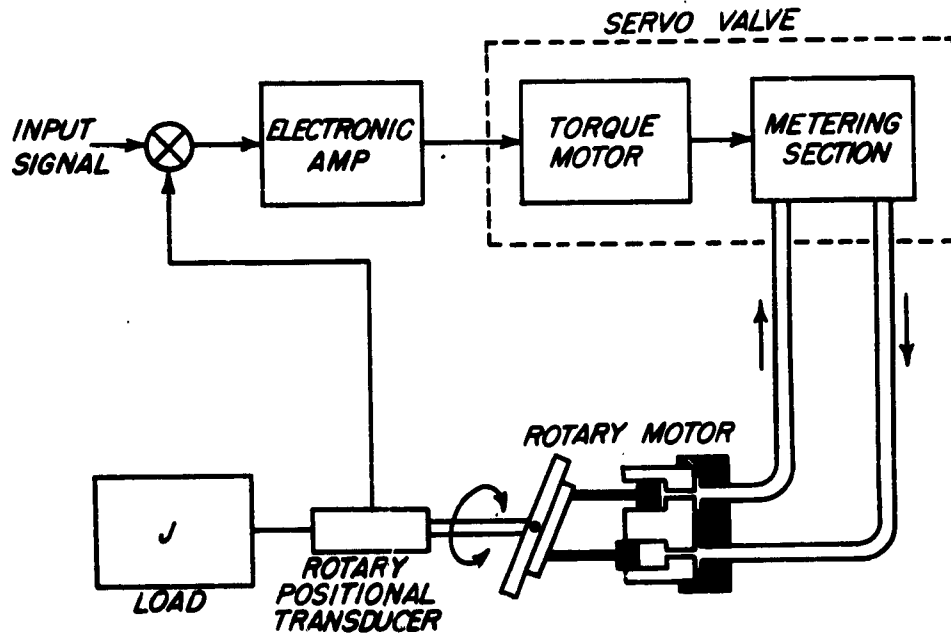 SERVO VALVE
INPUT
SIGNAL
ELECTRONIC
AMP
TORQUE
MOTOR
METERING
SECTION
ROTARY MOTOR
J
LOAD
ROTARY
POSITIONAL
TRANSDUCER